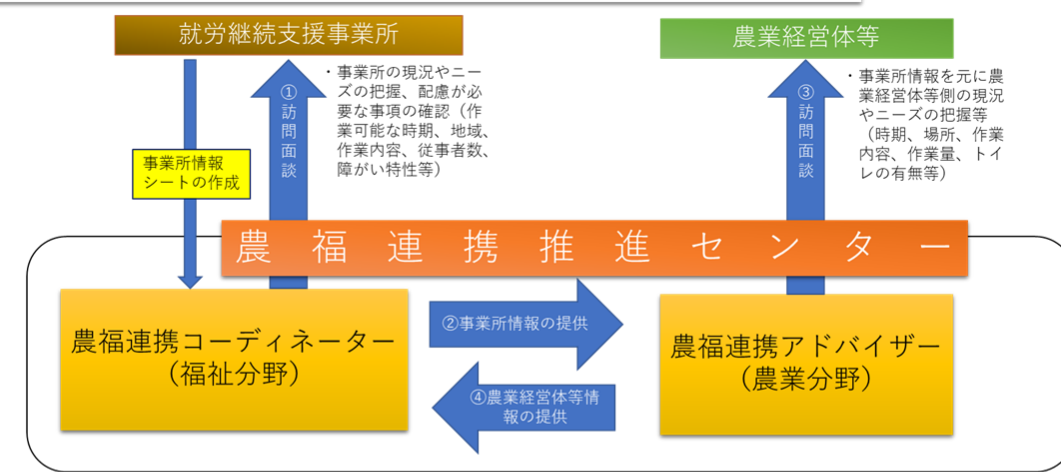 就労継続支援事業所
農業経営体等
①訪問面談
・事業所の現況やニー
ズの把握、配慮が必
要な事項の確認（作
業可能な時期、地域、
作業内容、従事者数、
障がい特性等）
③訪問面談
・事業所情報を元に農
業経営体等側の現況
やニーズの把握等
（時期、場所、作業
内容、作業量、トイ
レの有無等）
事業所情報
シートの作成
農福連携推進センター
農福連携コーディネーター
（福祉分野）
②事業所情報の提供
④農業経営体等情
報の提供
農福連携アドバイザー
（農業分野）